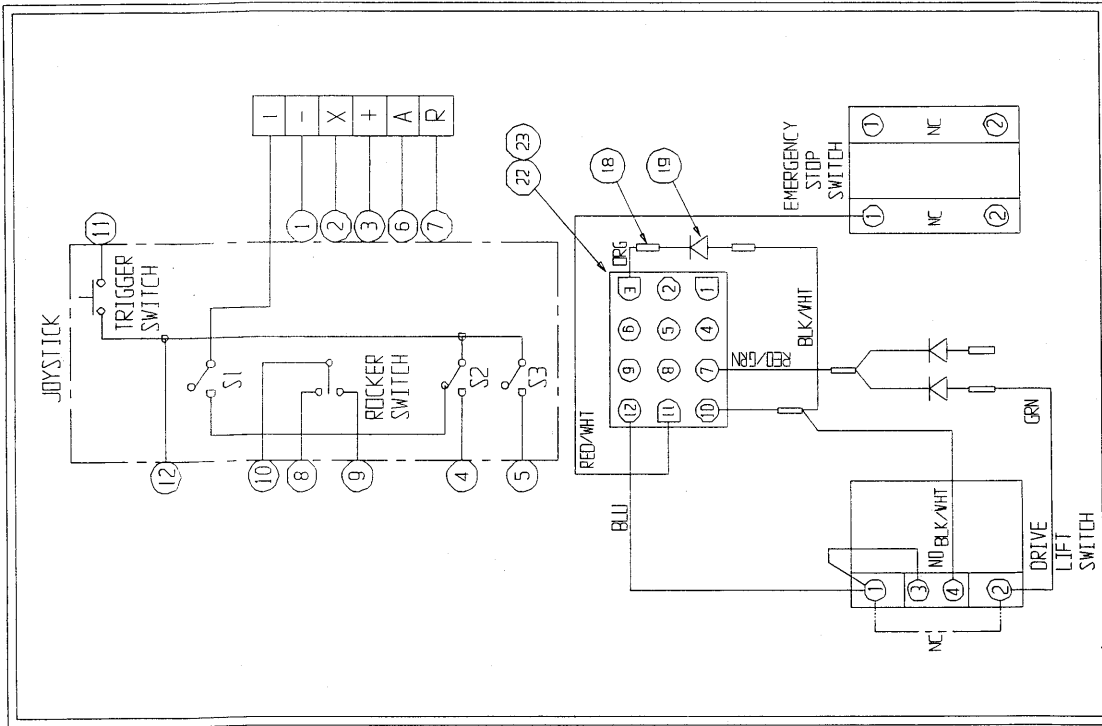 JOYSTICK
11
TRIGGER
SWITCH
12
S1
10
ROCKER
SWITCH
8
9
S2
4
S3
5
I
-
X
+
A
R
1
2
3
6
7
22
23
18
19
ORG
3
2
1
6
5
4
9
8
7
12
11
10
RED/WHT
RED/GRN
BLK/WHT
BLU
EMERGENCY
STOP
SWITCH
1
NC
2
1
NC
2
GRN
1
3
4
2
NO
BLK/WHT
NC
DRIVE
LIFT
SWITCH